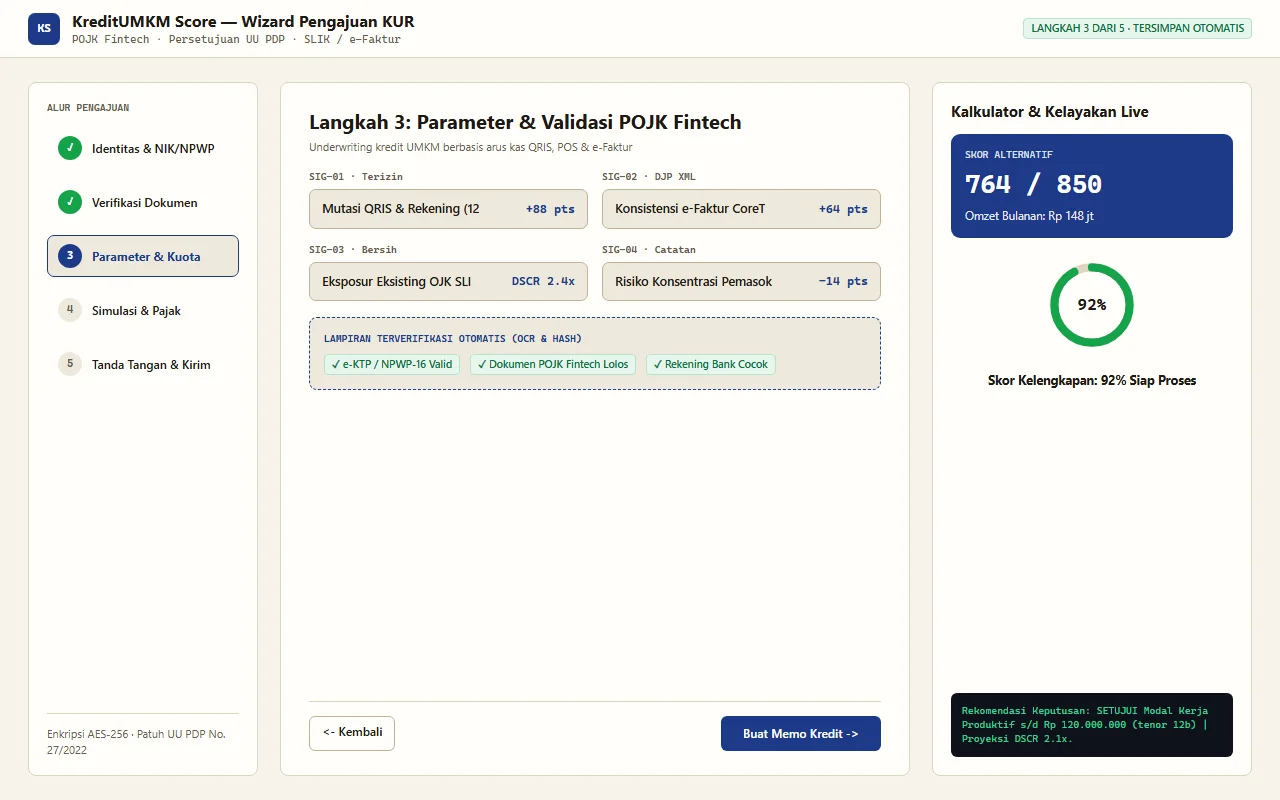 KS
KreditUMKM Score — Wizard Pengajuan KUR
POJK Fintech · Persetujuan UU PDP · SLIK / e-Faktur
LANGKAH 3 DARI 5 · TERSIMPAN OTOMATIS
ALUR PENGAJUAN
✓ Identitas & NIK/NPWP
✓ Verifikasi Dokumen
3 Parameter & Kuota
4 Simulasi & Pajak
5 Tanda Tangan & Kirim
Enkripsi AES-256 · Patuh UU PDP No.
27/2022
Langkah 3: Parameter & Validasi POJK Fintech
Underwriting kredit UMKM berbasis arus kas QRIS, POS & e-Faktur
SIG-01 · Terizin
Mutasi QRIS & Rekening (12 +88 pts
SIG-02 · DJP XML
Konsistensi e-Faktur CoreT +64 pts
SIG-03 · Bersih
Eksposur Eksisting OJK SLI DSCR 2.4x
SIG-04 · Catatan
Risiko Konsentrasi Pemasok −14 pts
LAMPIRAN TERVERIFIKASI OTOMATIS (OCR & HASH)
✓ e-KTP / NPWP-16 Valid ✓ Dokumen POJK Fintech Lolos ✓ Rekening Bank Cocok
<- Kembali
Buat Memo Kredit ->
Kalkulator & Kelayakan Live
SKOR ALTERNATIF
764 / 850
Omzet Bulanan: Rp 148 jt
92%
Skor Kelengkapan: 92% Siap Proses
Rekomendasi Keputusan: SETUJUI Modal Kerja
Produktif s/d Rp 120.000.000 (tenor 12b) |
Proyeksi DSCR 2.1x.